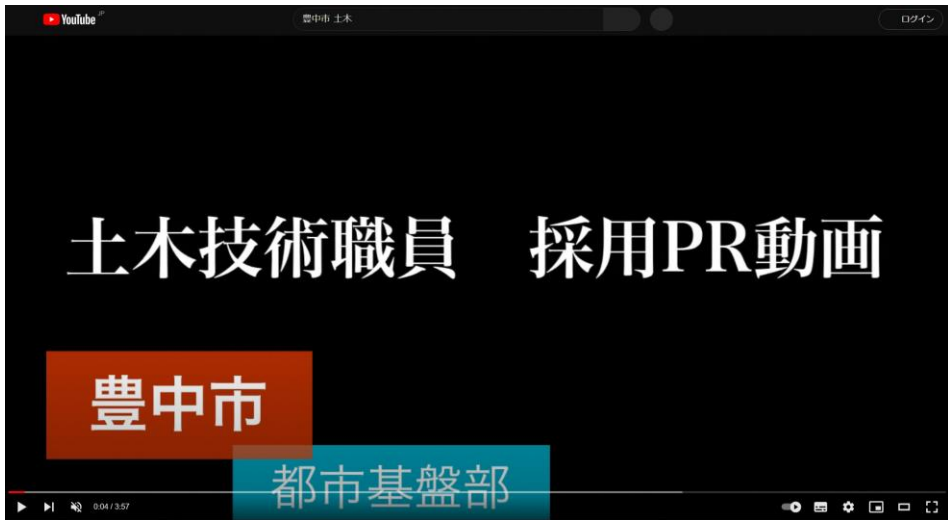 YouTube JP
豊中市 土木
ログイン
土木技術職員 採用PR動画
豊中市
都市基盤部
0:04 / 3:57